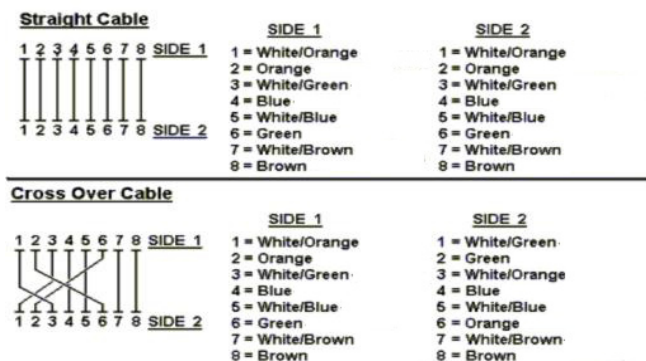 Straight Cable
1 2 3 4 5 6 7 8 SIDE 1
1 2 3 4 5 6 7 8 SIDE 2
SIDE 1
1 = White/Orange
2 = Orange
3 = White/Green
4 = Blue
5 = White/Blue
6 = Green
7 = White/Brown
8 = Brown
SIDE 2
1 = White/Orange
2 = Orange
3 = White/Green
4 = Blue
5 = White/Blue
6 = Green
7 = White/Brown
8 = Brown
Cross Over Cable
1 2 3 4 5 6 7 8 SIDE 1
1 2 3 4 5 6 7 8 SIDE 2
SIDE 1
1 = White/Orange
2 = Orange
3 = White/Green
4 = Blue
5 = White/Blue
6 = Green
7 = White/Brown
8 = Brown
SIDE 2
1 = White/Green
2 = Green
3 = White/Orange
4 = Blue
5 = White/Blue
6 = Orange
7 = White/Brown
8 = Brown